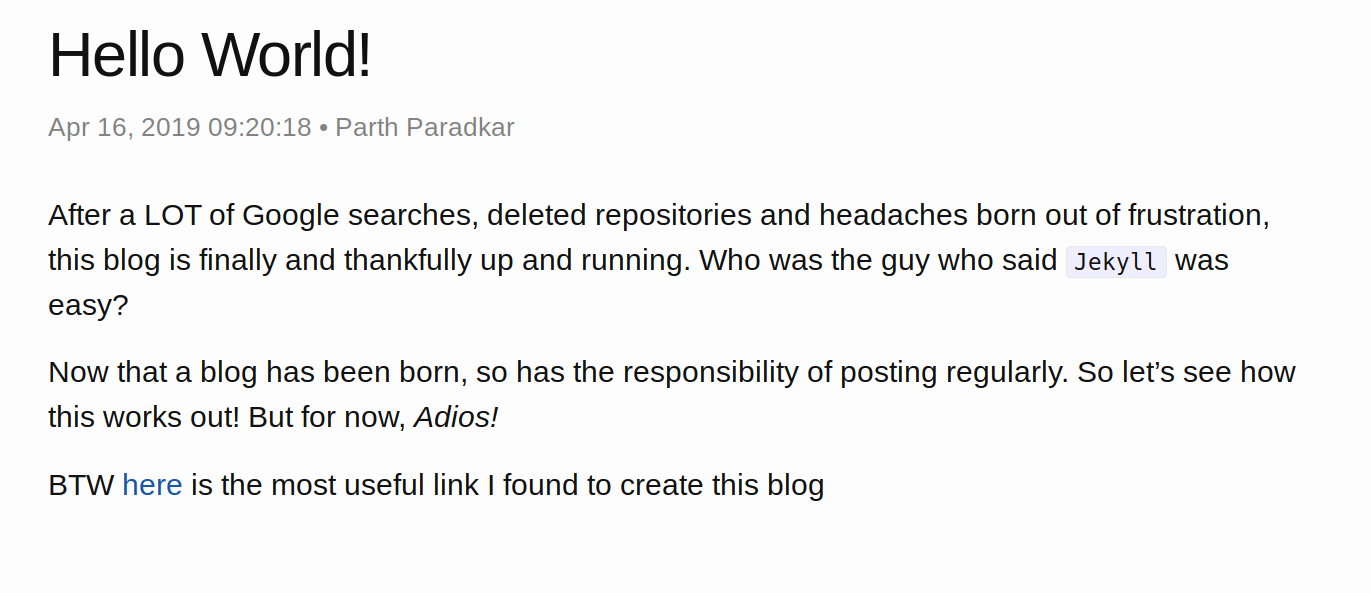 Hello World!
Apr 16, 2019 09:20:18 • Parth Paradkar
After a LOT of Google searches, deleted repositories and headaches born out of frustration,
this blog is finally and thankfully up and running. Who was the guy who said Jekyll was
easy?
Now that a blog has been born, so has the responsibility of posting regularly. So let’s see how
this works out! But for now, Adios!
BTW here is the most useful link I found to create this blog